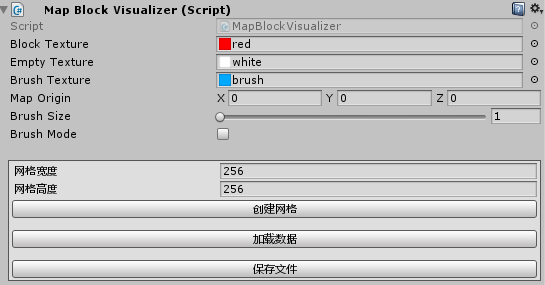 Map Block Visualizer (Script)
Script MapBlockVisualizer
Block Texture red
Empty Texture white
Brush Texture brush
Map Origin X 0 Y 0 Z 0
Brush Size 1
Brush Mode
网格宽度 256
网格高度 256
创建网格
加载数据
保存文件